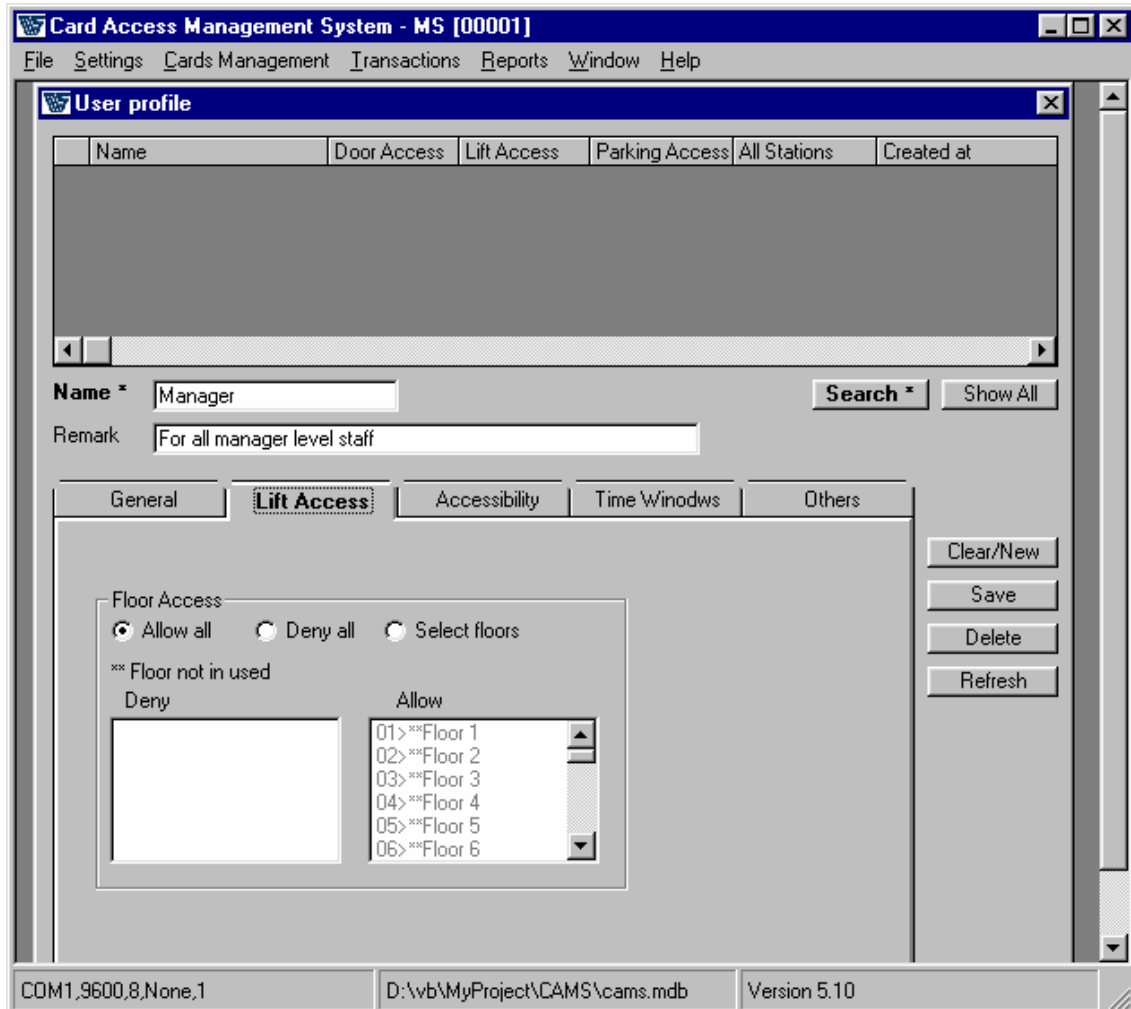 Card Access Management System - MS [00001]
File Settings Cards Management Transactions Reports Window Help
User profile
Name Door Access Lift Access Parking Access All Stations Created at
Name * Manager Search * Show All
Remark For all manager level staff
General Lift Access Accessibility Time Winodws Others
Clear/New
Save
Delete
Refresh
Floor Access
Allow all Deny all Select floors
** Floor not in used
Deny Allow
01>**Floor 1
02>**Floor 2
03>**Floor 3
04>**Floor 4
05>**Floor 5
06>**Floor 6
COM1,9600,8,None,1 D:\vb\MyProject\CAMS\cams.mdb Version 5.10